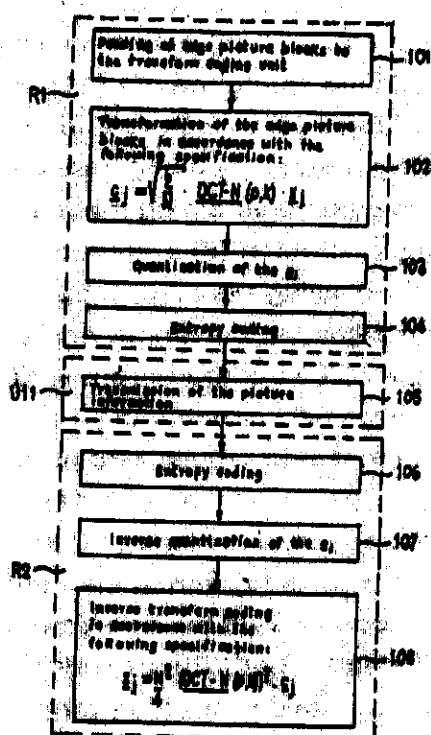 of edge picture blocks to
the transform coding unit
101
R1
Transformation of the edge picture
blocks in accordance with the
following specification:
102
Quantization of the
103
Entropy coding
104
Transmission of the picture
information
105
Ü11
Entropy coding
106
Inverse quantization of the
107
R2
Inverse transform coding
in accordance with the
following specification:
108